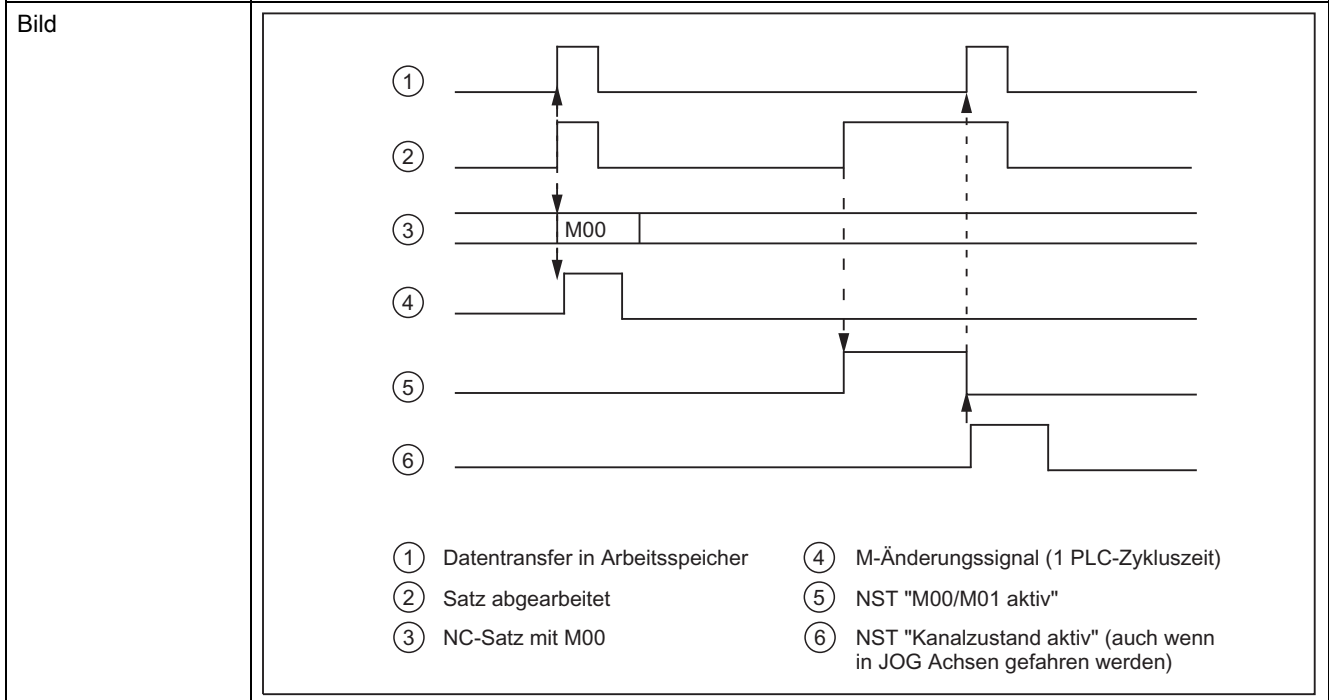 Bild
1
2
3
M00
4
5
6
1 Datentransfer in Arbeitsspeicher
2 Satz abgearbeitet
3 NC-Satz mit M00
4 M-Änderungssignal (1 PLC-Zykluszeit)
5 NST "M00/M01 aktiv"
6 NST "Kanalzustand aktiv" (auch wenn
in JOG Achsen gefahren werden)